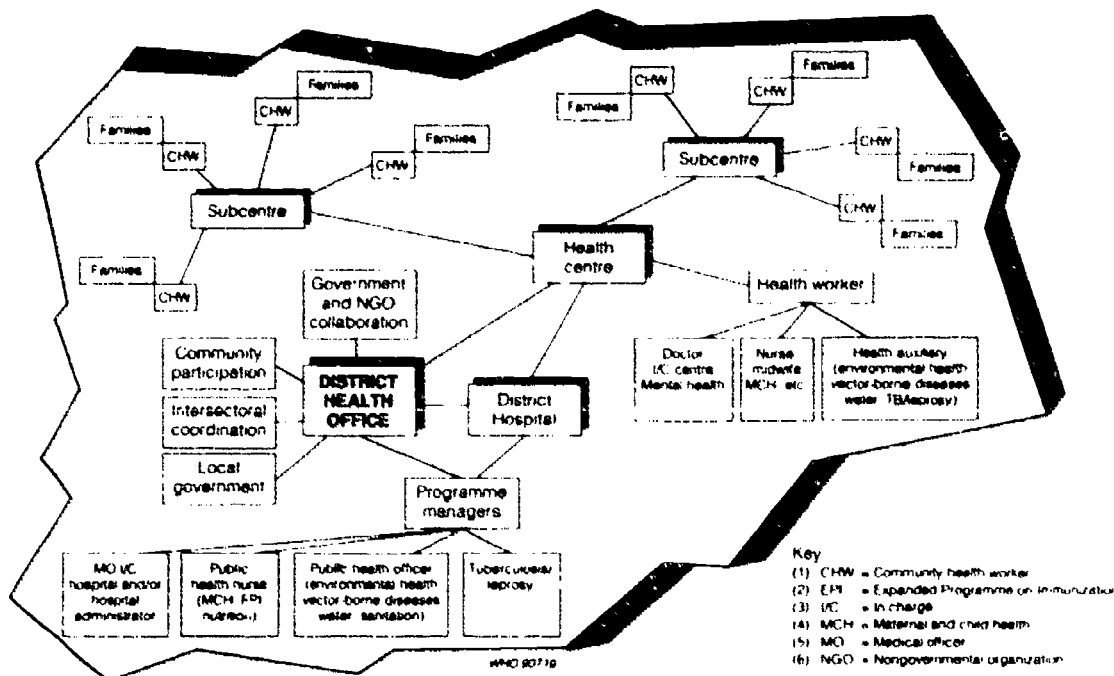 Families
CHW
Families
CHW
Families
CHW
Families
CHW
Subcentre
Families
CHW
CHW
Families
Families
CHW
Subcentre
CHW
Families
CHW
Families
Health
centre
Health worker
Doctor
I/C centre
Mental health
Nurse
midwife
MCH, etc
Health auxiliary
(environmental health
vector-borne diseases
water, TB/leprosy)
Government
and NGO
collaboration
Community
participation
Intersectoral
coordination
Local
government
DISTRICT
HEALTH
OFFICE
District
Hospital
Programme
managers
MO I/C
hospital and/or
hospital
administrator
Public
health nurse
(MCH, EPI
nutrition)
Public health officer
(environmental health
vector-borne diseases
water, sanitation)
Tuberculosis/
leprosy
Key
(1) CHW = Community health worker
(2) EPI = Expanded Programme on Immunization
(3) I/C = In charge
(4) MCH = Maternal and child health
(5) MO = Medical officer
(6) NGO = Nongovernmental organization
WHO